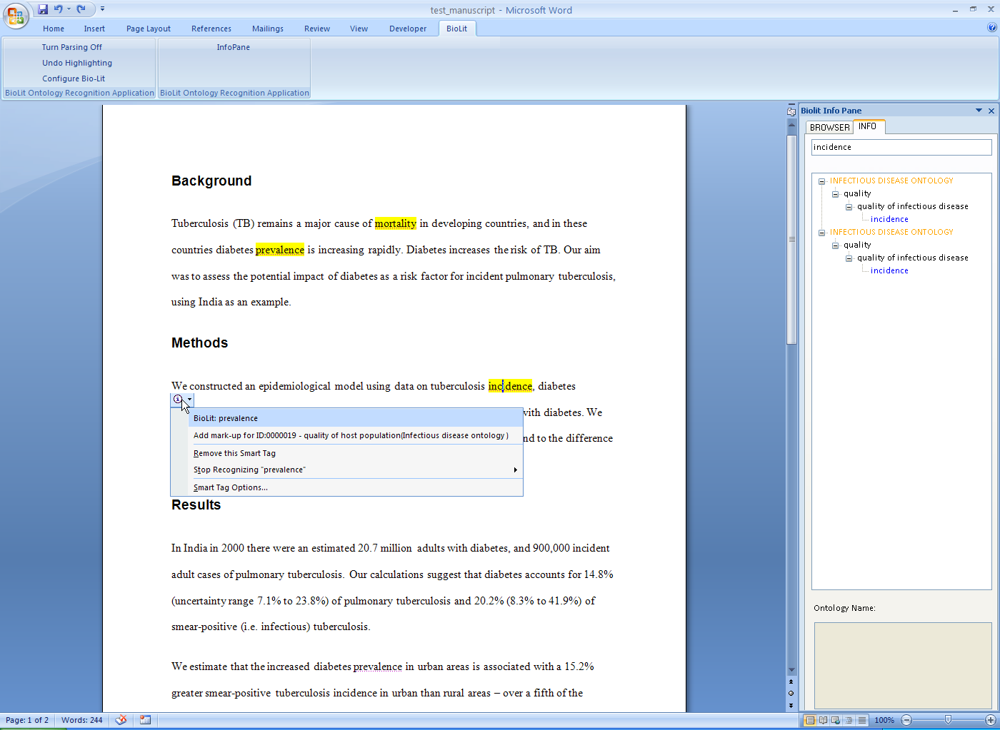 test_manuscript - Microsoft Word
Home Insert Page Layout References Mailings Review View Developer BioLit
Turn Parsing Off
Undo Highlighting
Configure Bio-Lit
BioLit Ontology Recognition Application
InfoPane
BioLit Ontology Recognition Application
Background
Tuberculosis (TB) remains a major cause of mortality in developing countries, and in these
countries diabetes prevalence is increasing rapidly. Diabetes increases the risk of TB. Our aim
was to assess the potential impact of diabetes as a risk factor for incident pulmonary tuberculosis,
using India as an example.
Methods
We constructed an epidemiological model using data on tuberculosis incidence, diabetes
with diabetes. We
nd to the difference
BioLit: prevalence
Add mark-up for ID:0000019 - quality of host population(Infectious disease ontology )
Remove this Smart Tag
Stop Recognizing "prevalence"
Smart Tag Options...
Results
In India in 2000 there were an estimated 20.7 million adults with diabetes, and 900,000 incident
adult cases of pulmonary tuberculosis. Our calculations suggest that diabetes accounts for 14.8%
(uncertainty range 7.1% to 23.8%) of pulmonary tuberculosis and 20.2% (8.3% to 41.9%) of
smear-positive (i.e. infectious) tuberculosis.
We estimate that the increased diabetes prevalence in urban areas is associated with a 15.2%
greater smear-positive tuberculosis incidence in urban than rural areas – over a fifth of the
Biolit Info Pane
BROWSER INFO
incidence
INFECTIOUS DISEASE ONTOLOGY
quality
quality of infectious disease
incidence
INFECTIOUS DISEASE ONTOLOGY
quality
quality of infectious disease
incidence
Ontology Name:
Page: 1 of 2 Words: 244
100%